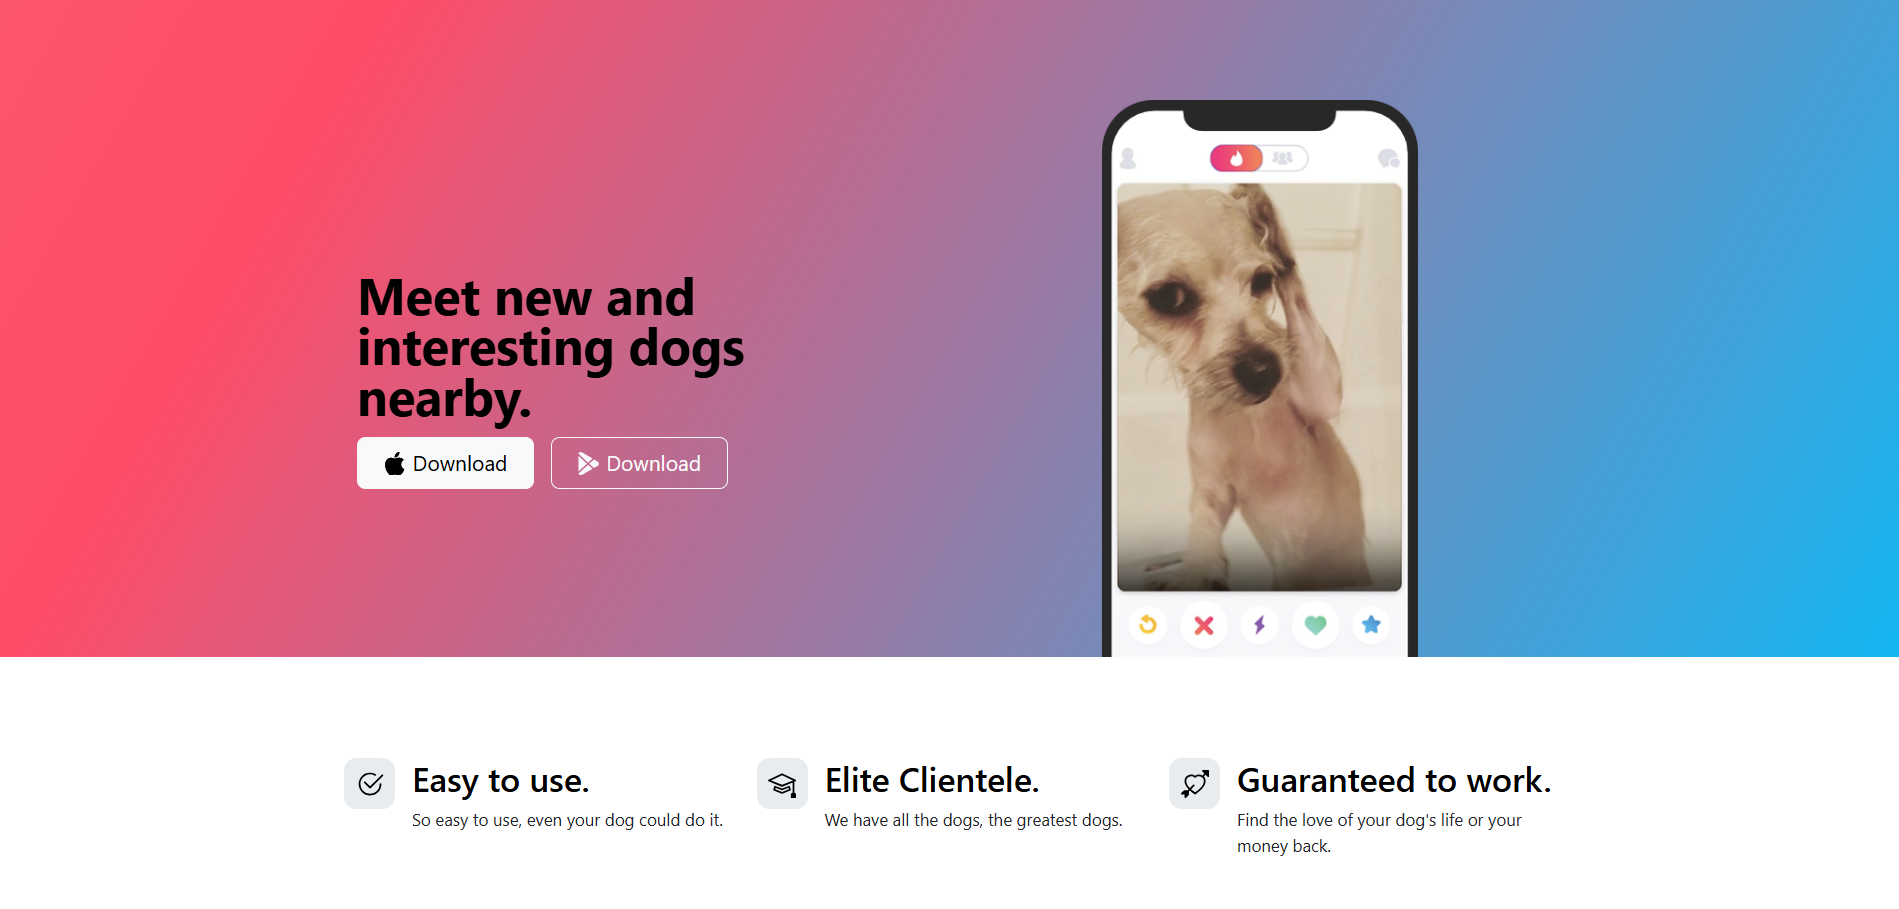 Meet new and
interesting dogs
nearby.
Download
Download
Easy to use.
So easy to use, even your dog could do it.
Elite Clientele.
We have all the dogs, the greatest dogs.
Guaranteed to work.
Find the love of your dog's life or your
money back.